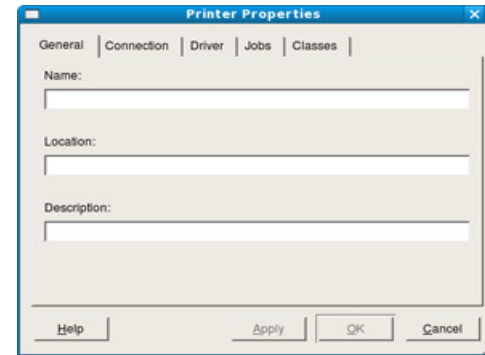 Printer Properties
General Connection Driver Jobs Classes
Name:
Location:
Description:
Help Apply OK Cancel